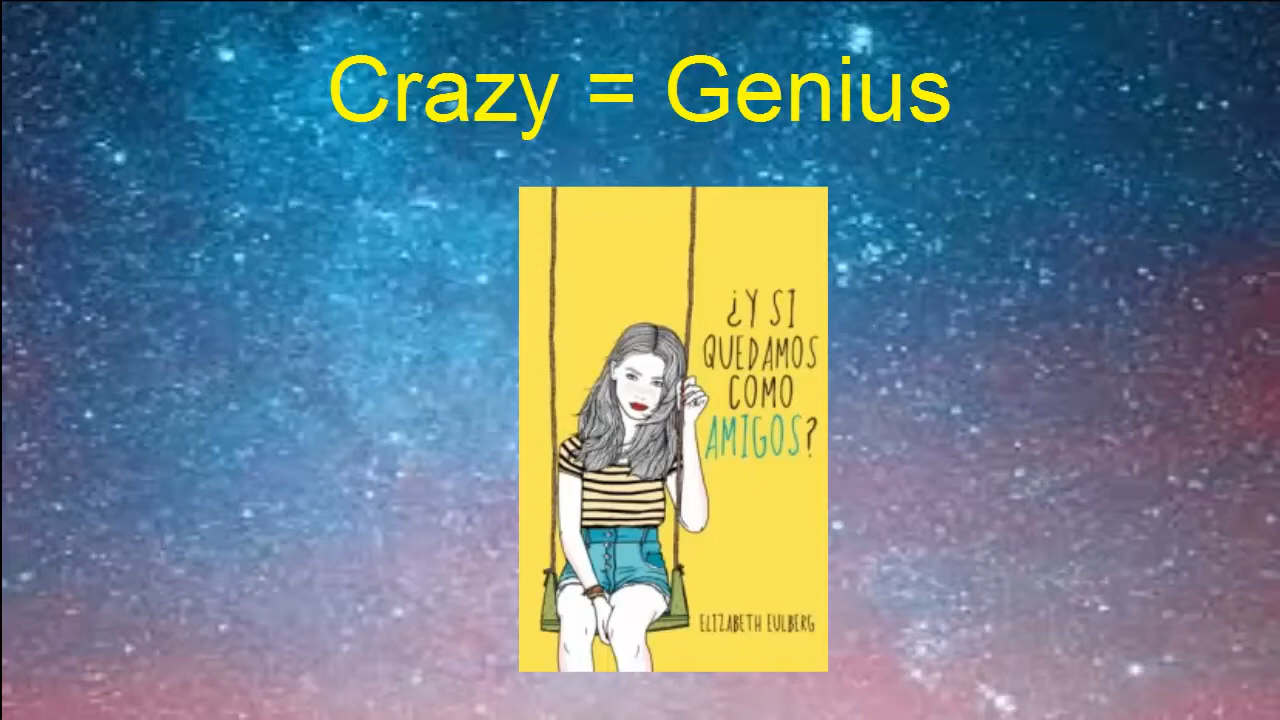 Crazy = Genius
¿Y SI
QUEDAMOS
COMO
AMIGOS?
ELIZABETH EULBERG